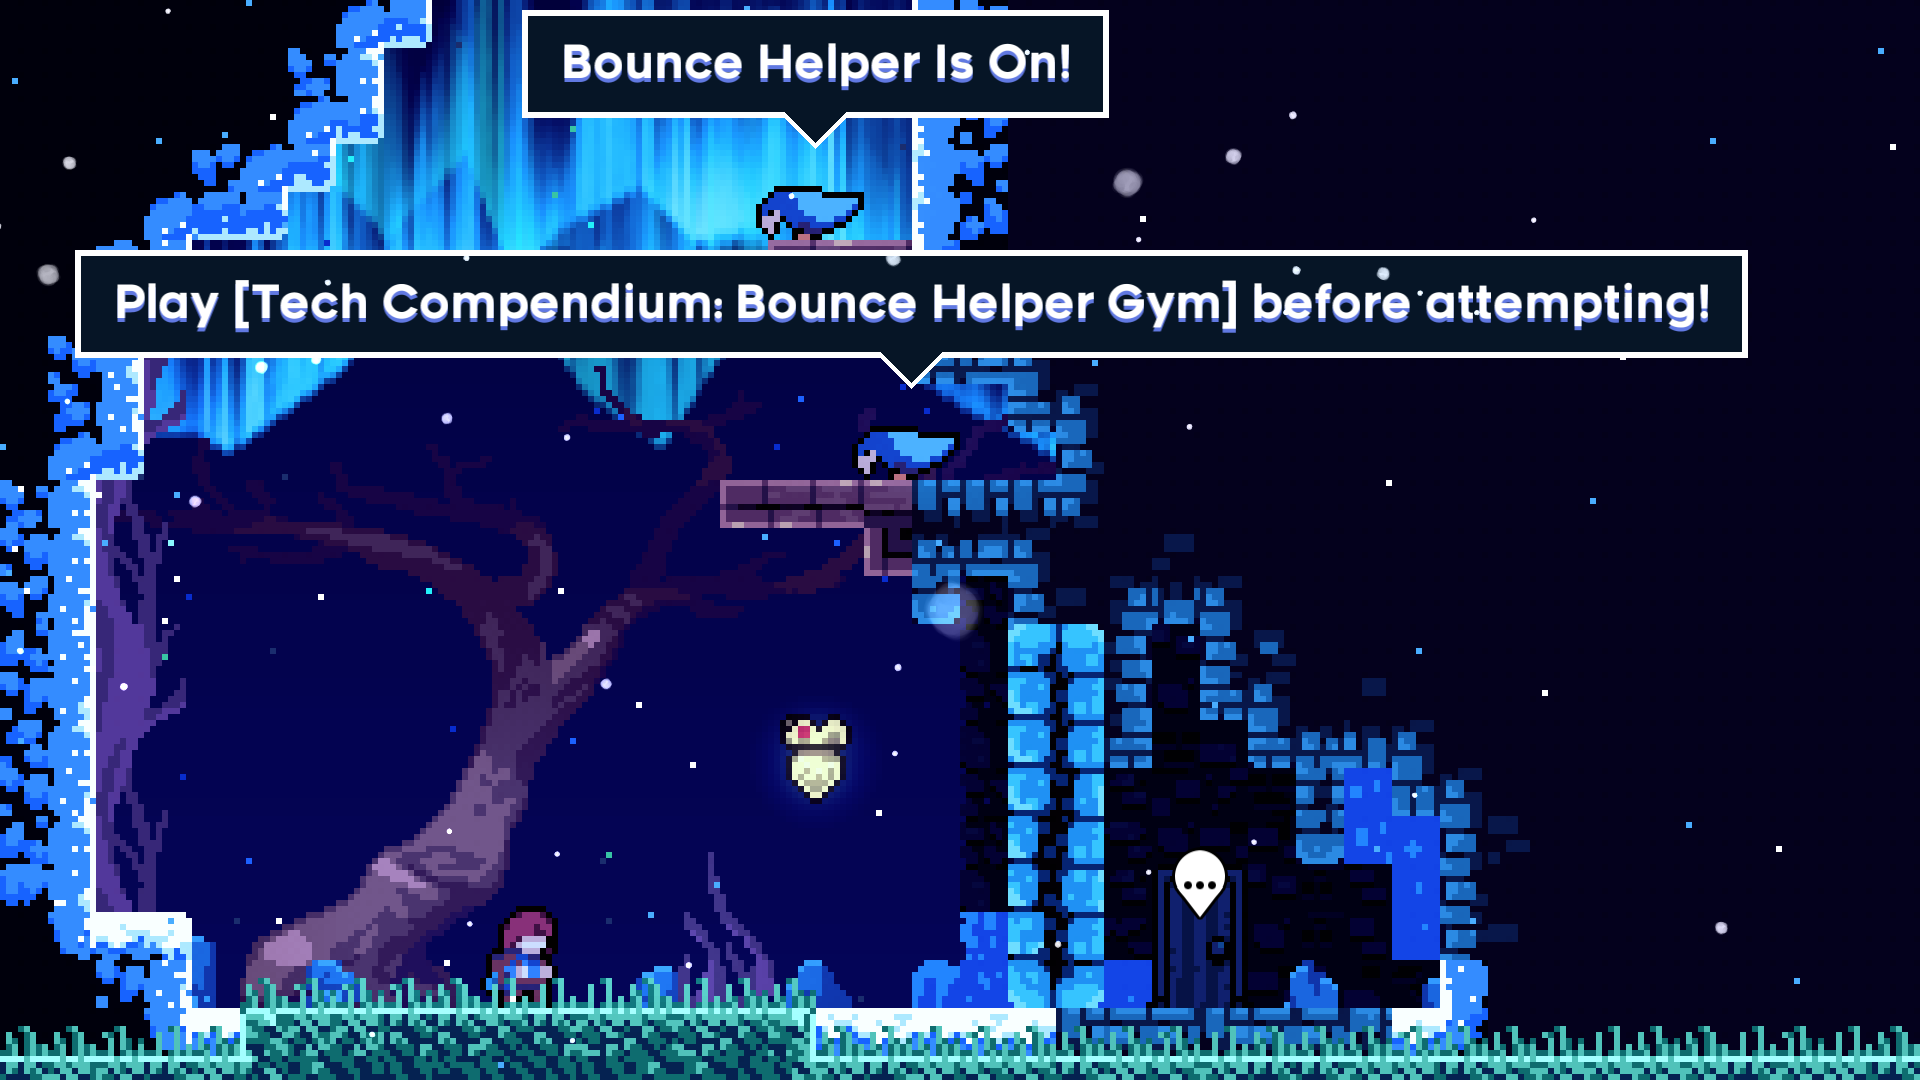 Bounce Helper Is On!
Play [Tech Compendium: Bounce Helper Gym] before attempting!
...